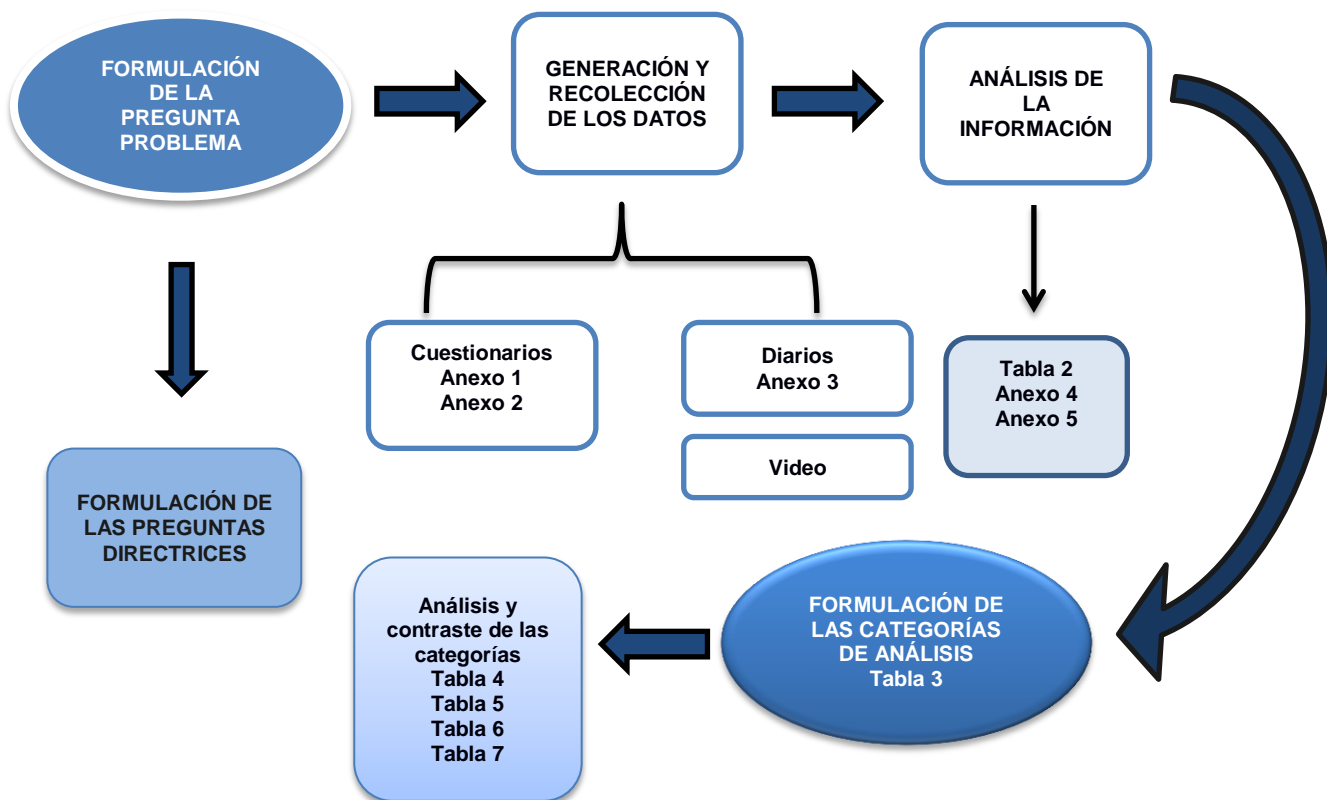 FORMULACIÓN
DE LA
PREGUNTA
PROBLEMA
GENERACIÓN Y
RECOLECCIÓN
DE LOS DATOS
ANÁLISIS DE
LA
INFORMACIÓN
Cuestionarios
Anexo 1
Anexo 2
Diarios
Anexo 3
Video
Tabla 2
Anexo 4
Anexo 5
FORMULACIÓN DE
LAS PREGUNTAS
DIRECTRICES
Análisis y
contraste de las
categorías
Tabla 4
Tabla 5
Tabla 6
Tabla 7
FORMULACIÓN DE
LAS CATEGORÍAS
DE ANÁLISIS
Tabla 3